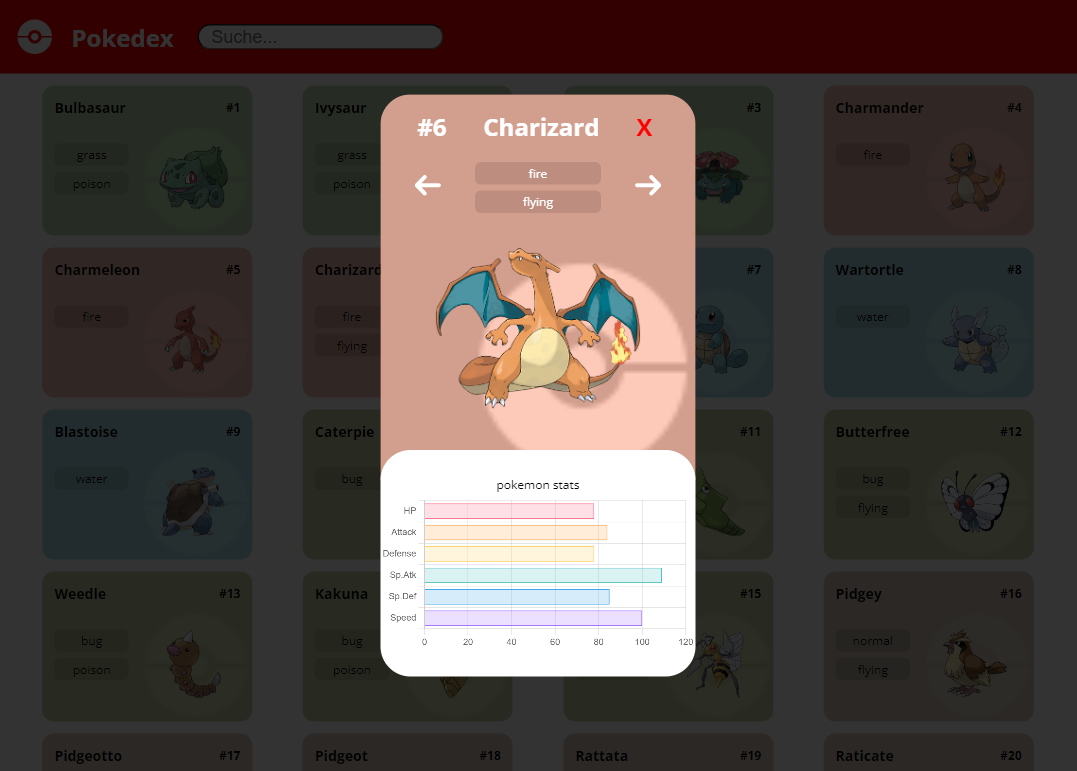 Pokedex
Suche...
Bulbasaur #1
grass
poison
Ivysaur
grass
poison
#3
Charmander #4
fire
#6 Charizard X
fire
flying
Charmeleon #5
fire
Charizard
fire
flying
#7
Wartortle #8
water
Blastoise #9
water
Caterpie
bug
#11
Butterfree #12
bug
flying
pokemon stats
HP
Attack
Defense
Sp.Atk
Sp.Def
Speed
0 20 40 60 80 100 120
Weedle #13
bug
poison
Kakuna
bug
poison
#15
Pidgey #16
normal
flying
Pidgeotto #17
Pidgeot #18
Rattata #19
Raticate #20